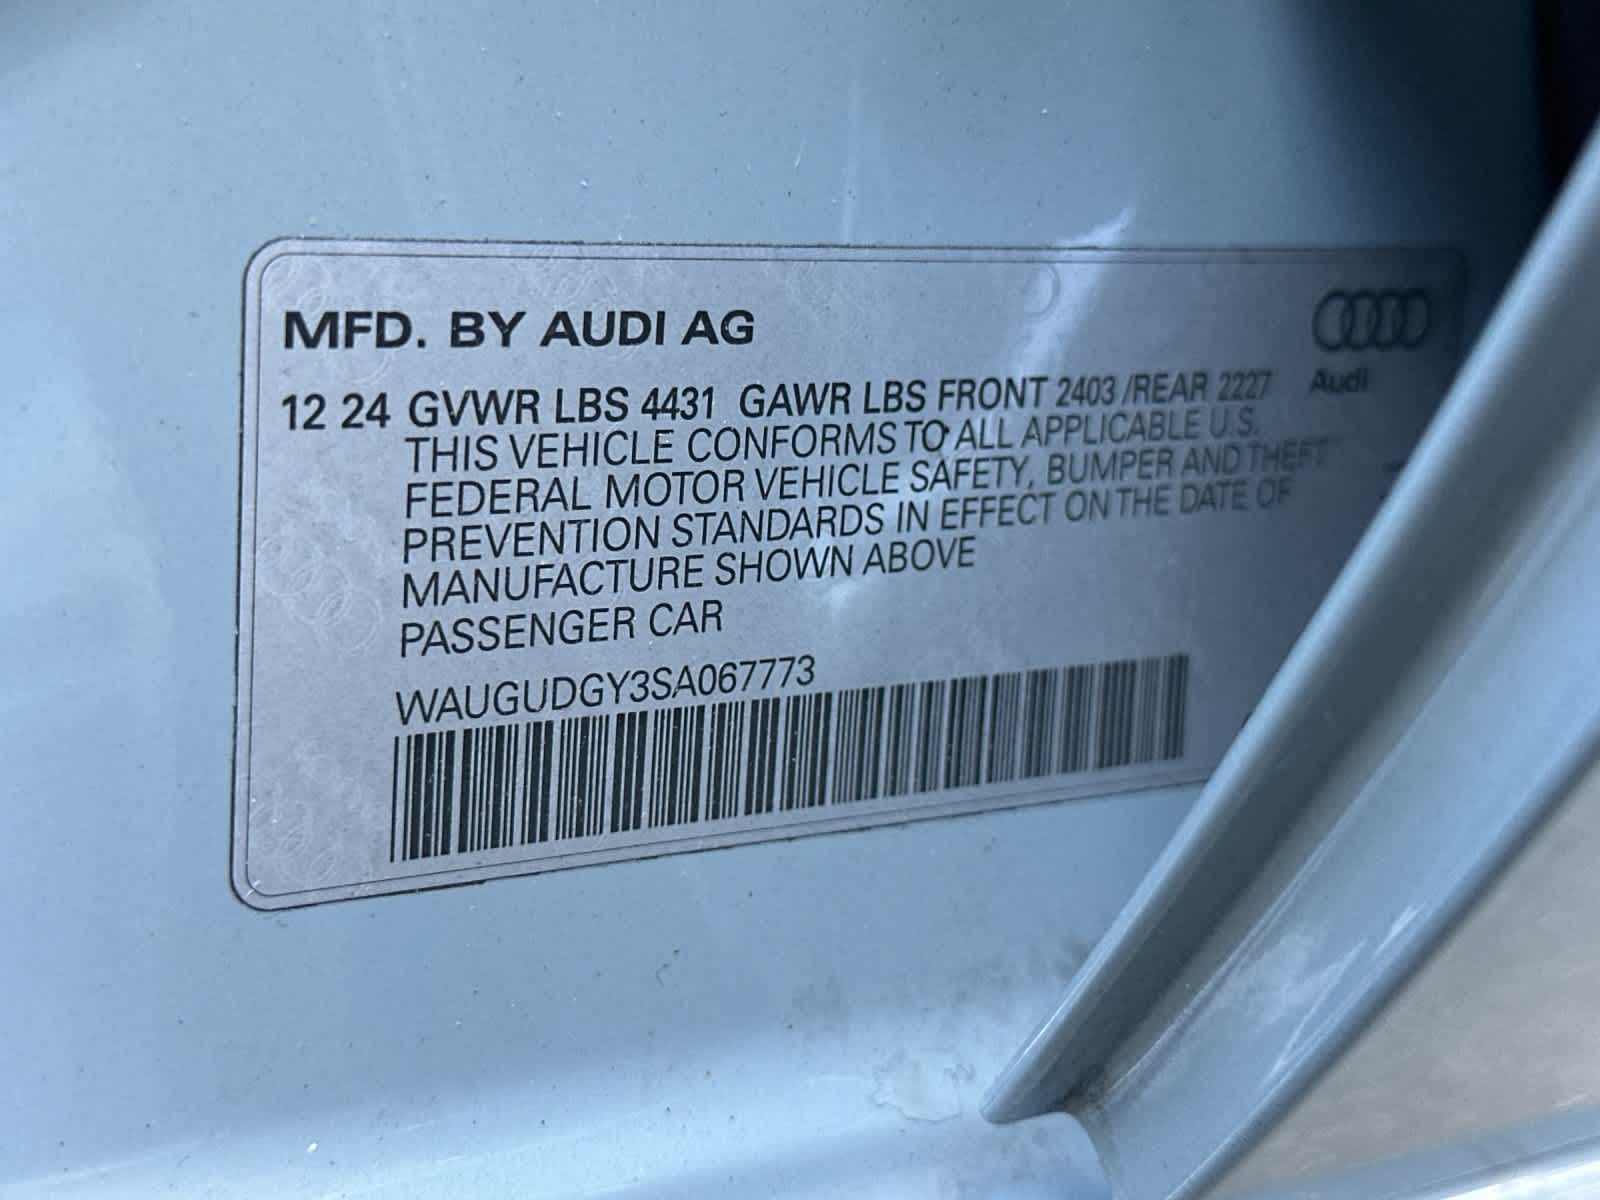 MFD. BY AUDI AG
12 24 GVWR LBS 4431 GAWR LBS FRONT 2403 /REAR 2227
Audi
THIS VEHICLE CONFORMS TO ALL APPLICABLE U.S.
FEDERAL MOTOR VEHICLE SAFETY, BUMPER AND THEFT
PREVENTION STANDARDS IN EFFECT ON THE DATE OF
MANUFACTURE SHOWN ABOVE
PASSENGER CAR
WAUGUDGY3SA067773